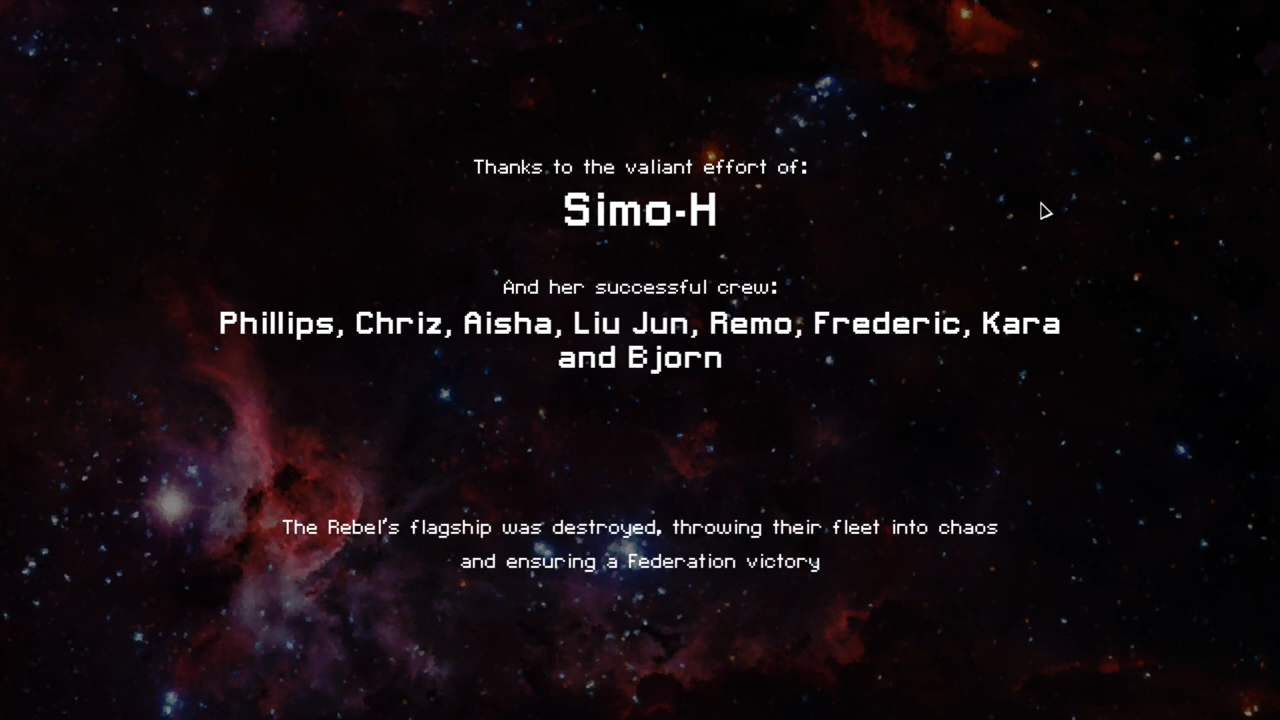 Thanks to the valiant effort of:
Simo-H
And her successful crew:
Phillips, Chriz, Aisha, Liu Jun, Remo, Frederic, Kara
and Bjorn
The Rebel's flagship was destroyed, throwing their fleet into chaos
and ensuring a Federation victory